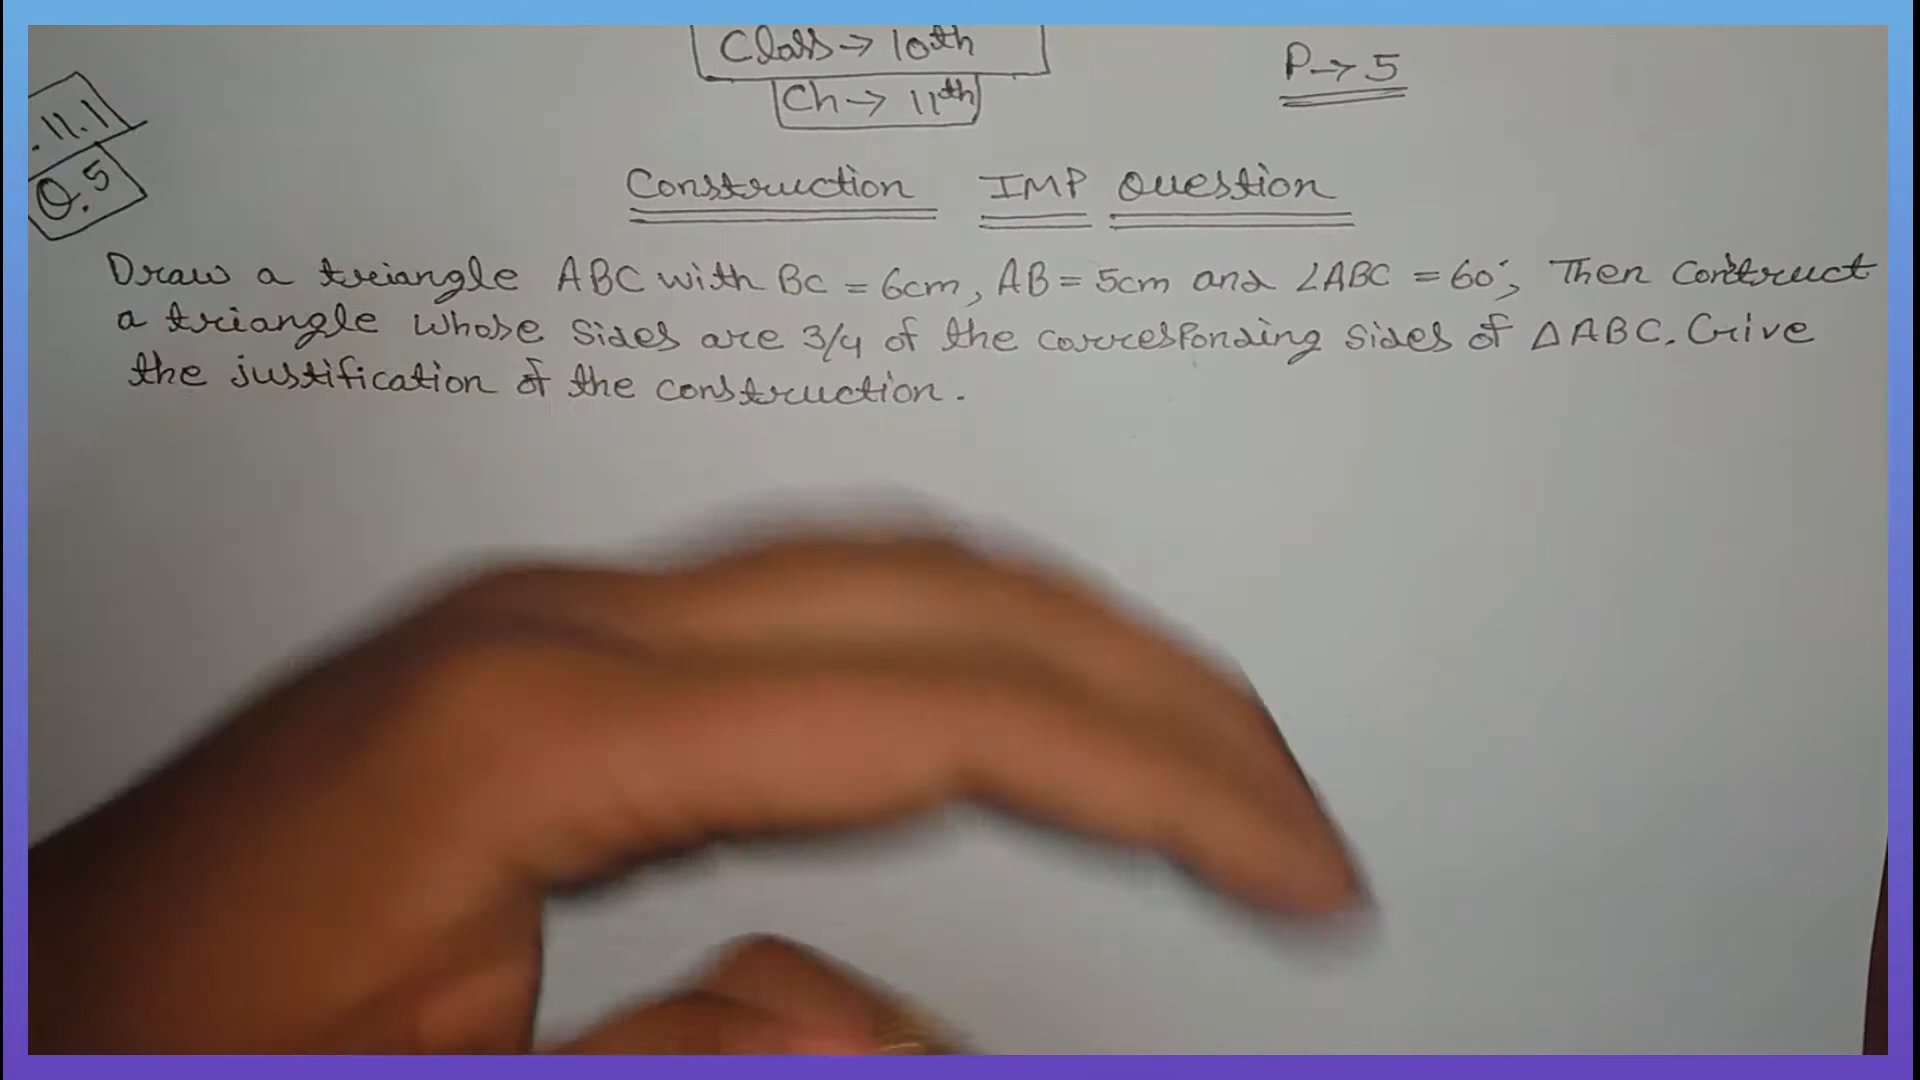 Class → 10th
P → 5
Ch → 11th
.11.1
Q.5
Construction IMP Question
Draw a triangle ABC with BC = 6cm, AB = 5cm and ∠ABC = 60°, Then Construct
a triangle whose sides are 3/4 of the corresponding sides of △ABC. Give
the justification of the construction.